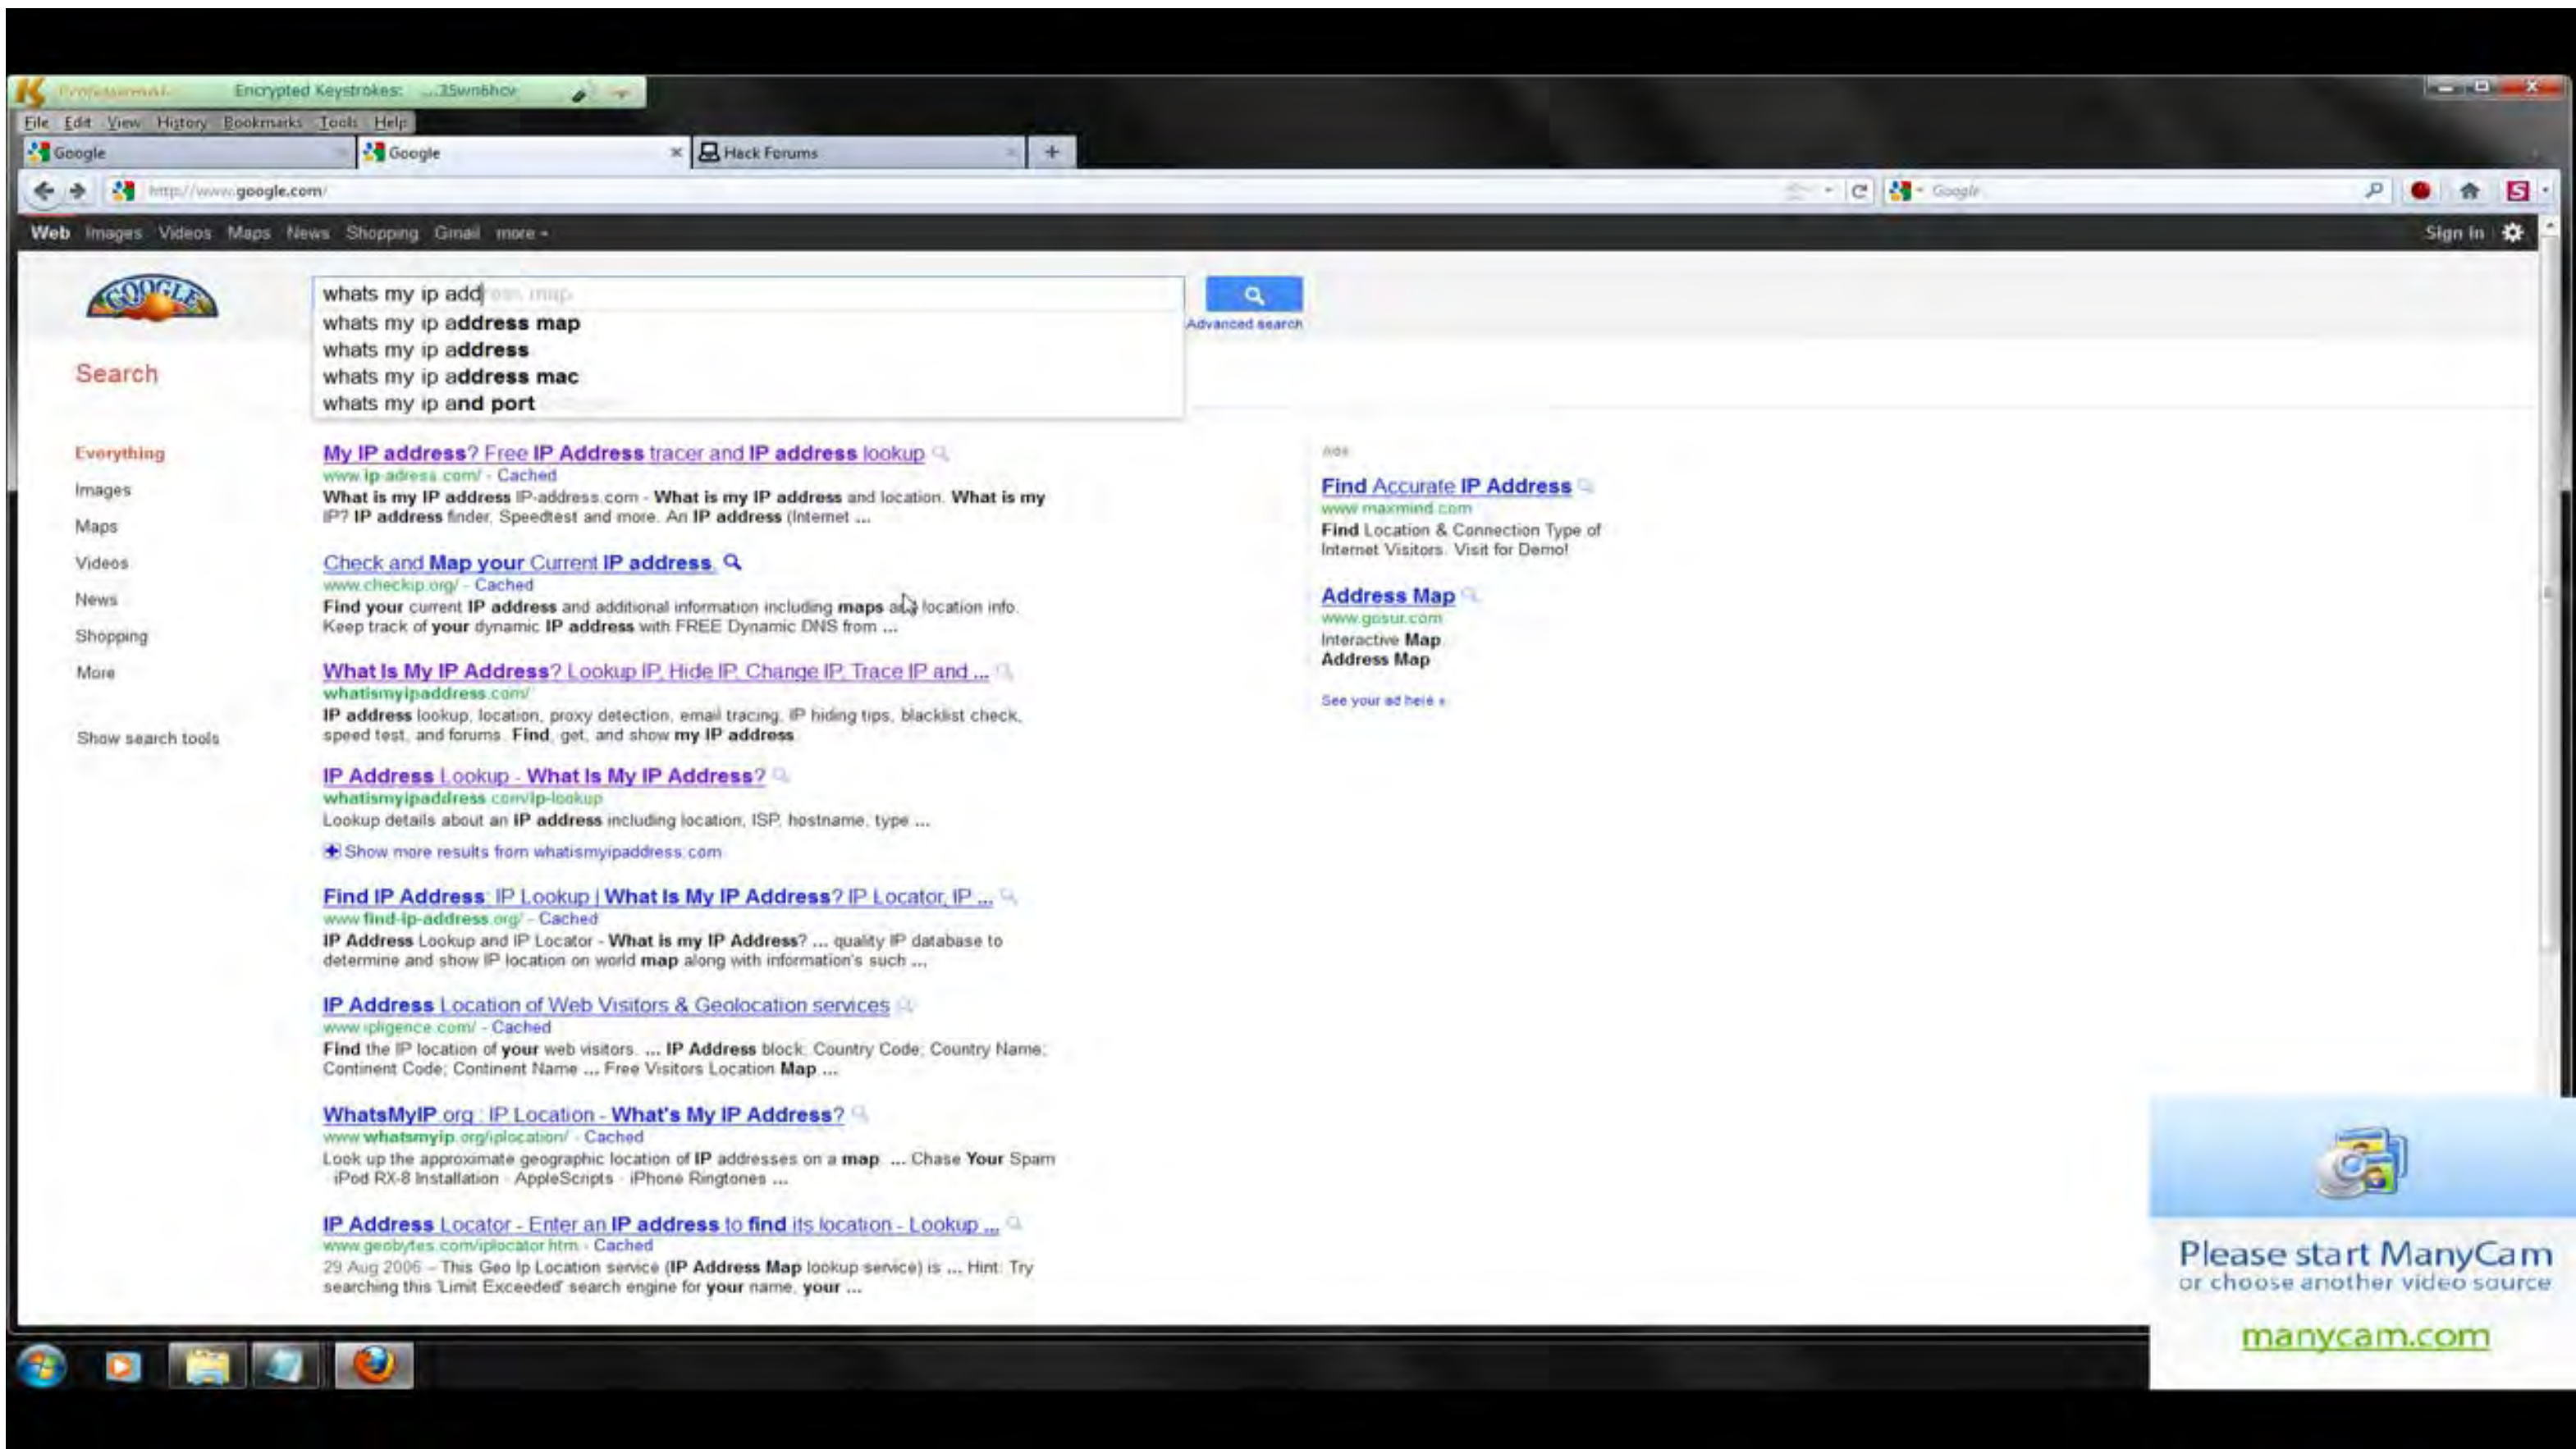 Encrypted Keystrokes: ...35wn6hcv
File Edit View History Bookmarks Tools Help
Google
Google
Hack Forums
http://www.google.com/
Google
Web Images Videos Maps News Shopping Gmail more
Sign in
GOOGLE
whats my ip address map
Advanced search
whats my ip address map
whats my ip address
whats my ip address mac
whats my ip and port
Search
Everything
Images
Maps
Videos
News
Shopping
More
Show search tools
My IP address? Free IP Address tracer and IP address lookup
www.ip-adress.com/ - Cached
What is my IP address IP-address.com - What is my IP address and location. What is my
IP? IP address finder, Speedtest and more. An IP address (Internet ...
Check and Map your Current IP address.
www.checkip.org/ - Cached
Find your current IP address and additional information including maps and location info.
Keep track of your dynamic IP address with FREE Dynamic DNS from ...
What Is My IP Address? Lookup IP, Hide IP, Change IP, Trace IP and ...
whatismyipaddress.com/
IP address lookup, location, proxy detection, email tracing, IP hiding tips, blacklist check,
speed test, and forums. Find, get, and show my IP address
IP Address Lookup - What Is My IP Address?
whatismyipaddress.com/ip-lookup
Lookup details about an IP address including location, ISP, hostname, type ...
Show more results from whatismyipaddress.com
Find IP Address: IP Lookup | What Is My IP Address? IP Locator, IP ...
www.find-ip-address.org/ - Cached
IP Address Lookup and IP Locator - What is my IP Address? ... quality IP database to
determine and show IP location on world map along with information's such ...
IP Address Location of Web Visitors & Geolocation services
www.ipligence.com/ - Cached
Find the IP location of your web visitors. ... IP Address block; Country Code; Country Name;
Continent Code; Continent Name ... Free Visitors Location Map ...
WhatsMyIP.org : IP Location - What's My IP Address?
www.whatsmyip.org/iplocation/ - Cached
Look up the approximate geographic location of IP addresses on a map ... Chase Your Spam
· iPod RX-8 Installation · AppleScripts · iPhone Ringtones ...
IP Address Locator - Enter an IP address to find its location - Lookup ...
www.geobytes.com/iplocator.htm - Cached
29 Aug 2006 – This Geo Ip Location service (IP Address Map lookup service) is ... Hint: Try
searching this 'Limit Exceeded' search engine for your name, your ...
Ads
Find Accurate IP Address
www.maxmind.com
Find Location & Connection Type of
Internet Visitors. Visit for Demo!
Address Map
www.gosur.com
Interactive Map.
Address Map
See your ad here »
Please start ManyCam
or choose another video source
manycam.com